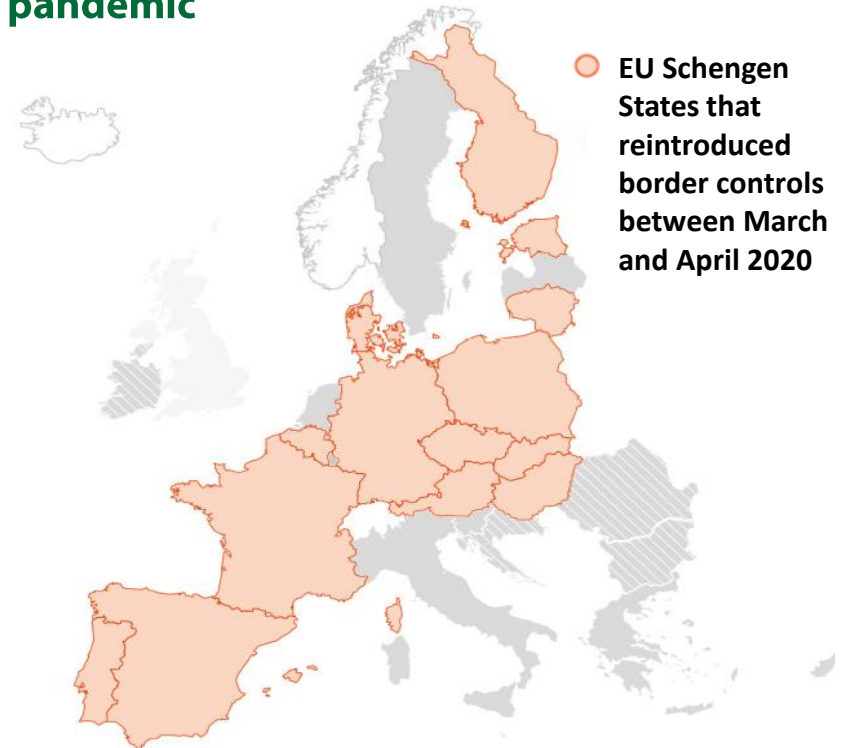 pandemic
EU Schengen
States that
reintroduced
border controls
between March
and April 2020